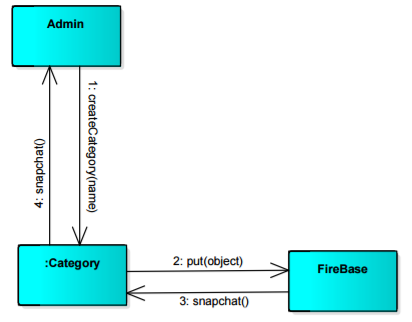 Admin
1: createCategory(name)
4: snapchat()
:Category
2: put(object)
FireBase
3: snapchat()